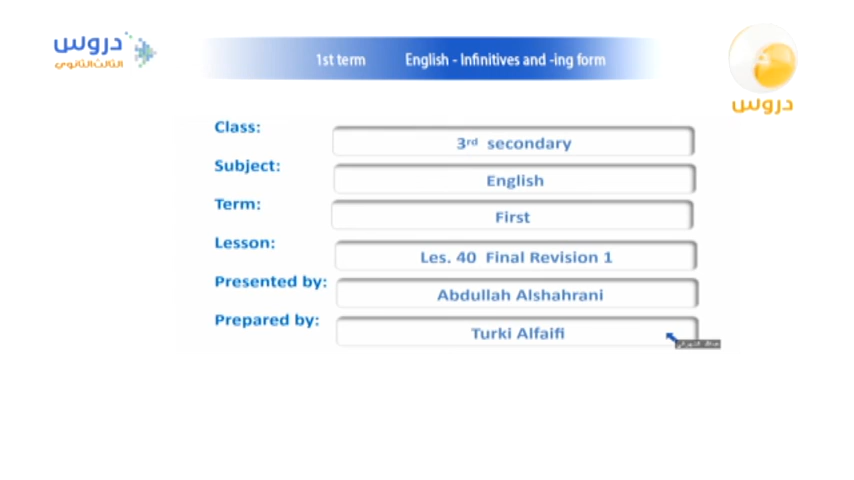 دروس
الثالث الثانوي
1st term English - Infinitives and -ing form
دروس
Class: 3rd secondary
Subject: English
Term: First
Lesson: Les. 40 Final Revision 1
Presented by: Abdullah Alshahrani
Prepared by: Turki Alfaifi